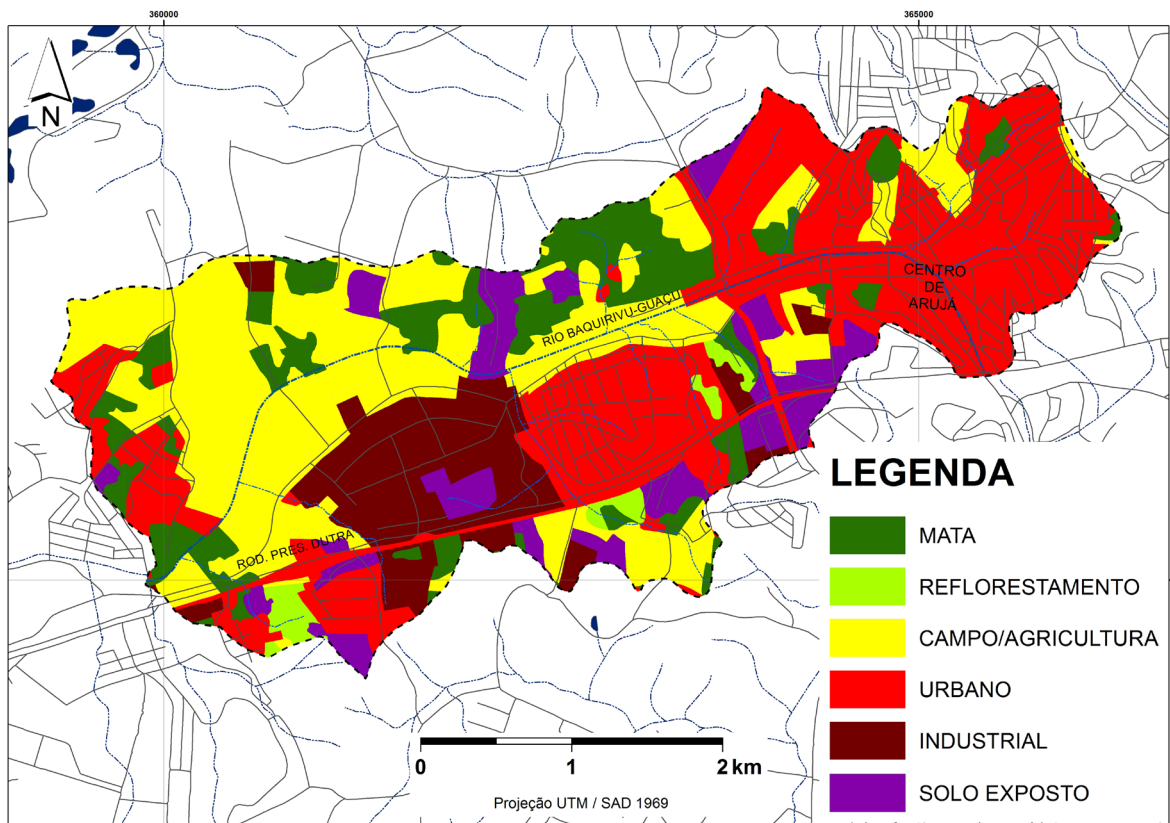 360000
365000
N
CENTRO
DE
ARUJÁ
RIO BAQUIRIVU-GUAÇU
ROD. PRES. DUTRA
LEGENDA
MATA
REFLORESTAMENTO
CAMPO/AGRICULTURA
URBANO
INDUSTRIAL
SOLO EXPOSTO
0 1 2 km
Projeção UTM / SAD 1969